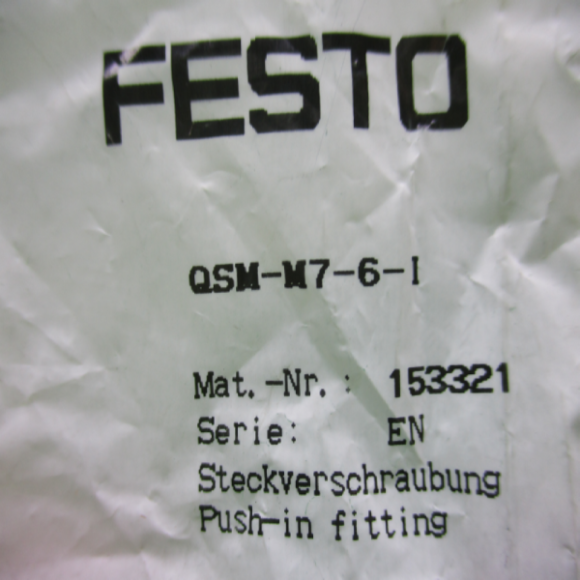 FESTO
QSM-M7-6-I
Mat.-Nr.: 153321
Serie: EN
Steckverschraubung
Push-in fitting